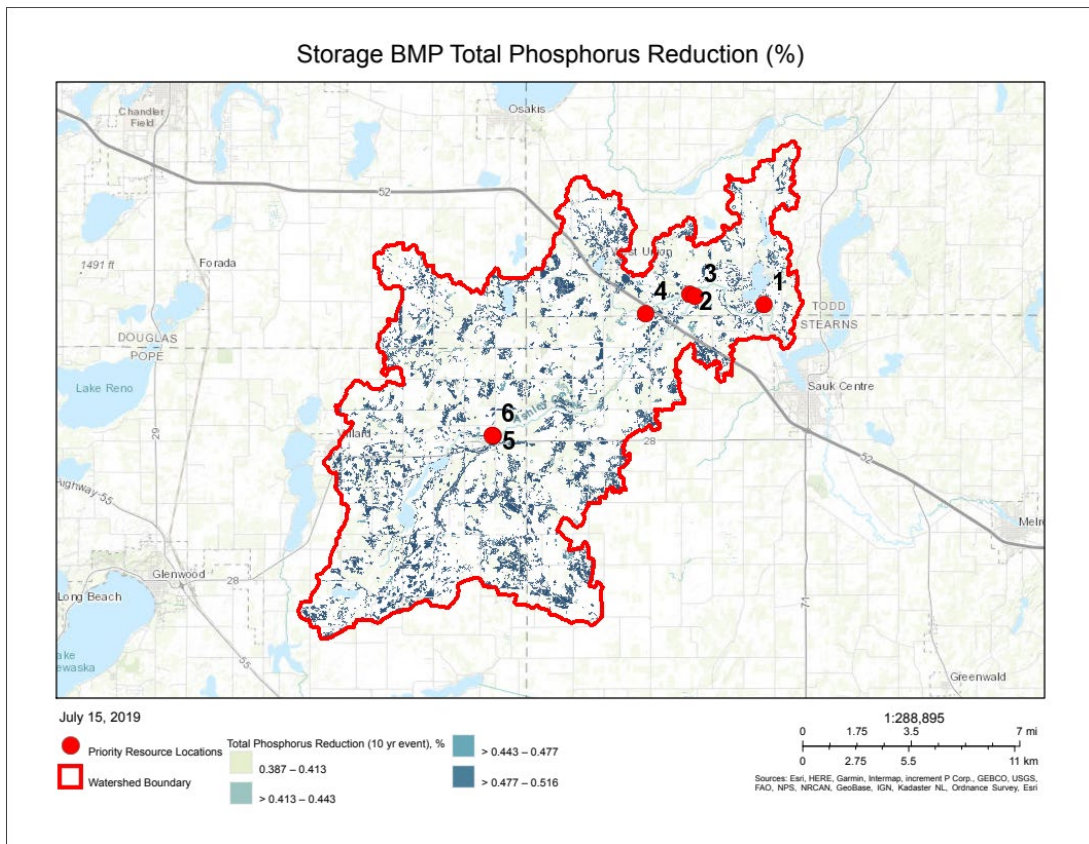 Storage BMP Total Phosphorus Reduction (%)
Osakis
Chandler
Field
52
West Union
1491 ft
Forada
3
1
4
2
TODD
STEARNS
DOUGLAS
POPE
Lake Reno
Sauk Centre
29
6
Ashley
28
5
Villard
52
Highway 55
Melro
Glenwood
28
Long Beach
71
55
Lake
ewaska
Greenwald
July 15, 2019
1:288,895
Priority Resource Locations
Watershed Boundary
Total Phosphorus Reduction (10 yr event), %
0.387 – 0.413
> 0.413 – 0.443
> 0.443 – 0.477
> 0.477 – 0.516
0 1.75 3.5 7 mi
0 2.75 5.5 11 km
Sources: Esri, HERE, Garmin, Intermap, increment P Corp., GEBCO, USGS,
FAO, NPS, NRCAN, GeoBase, IGN, Kadaster NL, Ordnance Survey, Esri